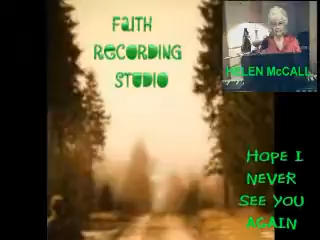 FAITH
RECORDING
STUDIO
HELEN McCALL
HOPE I
NEVER
SEE YOU
AGAIN